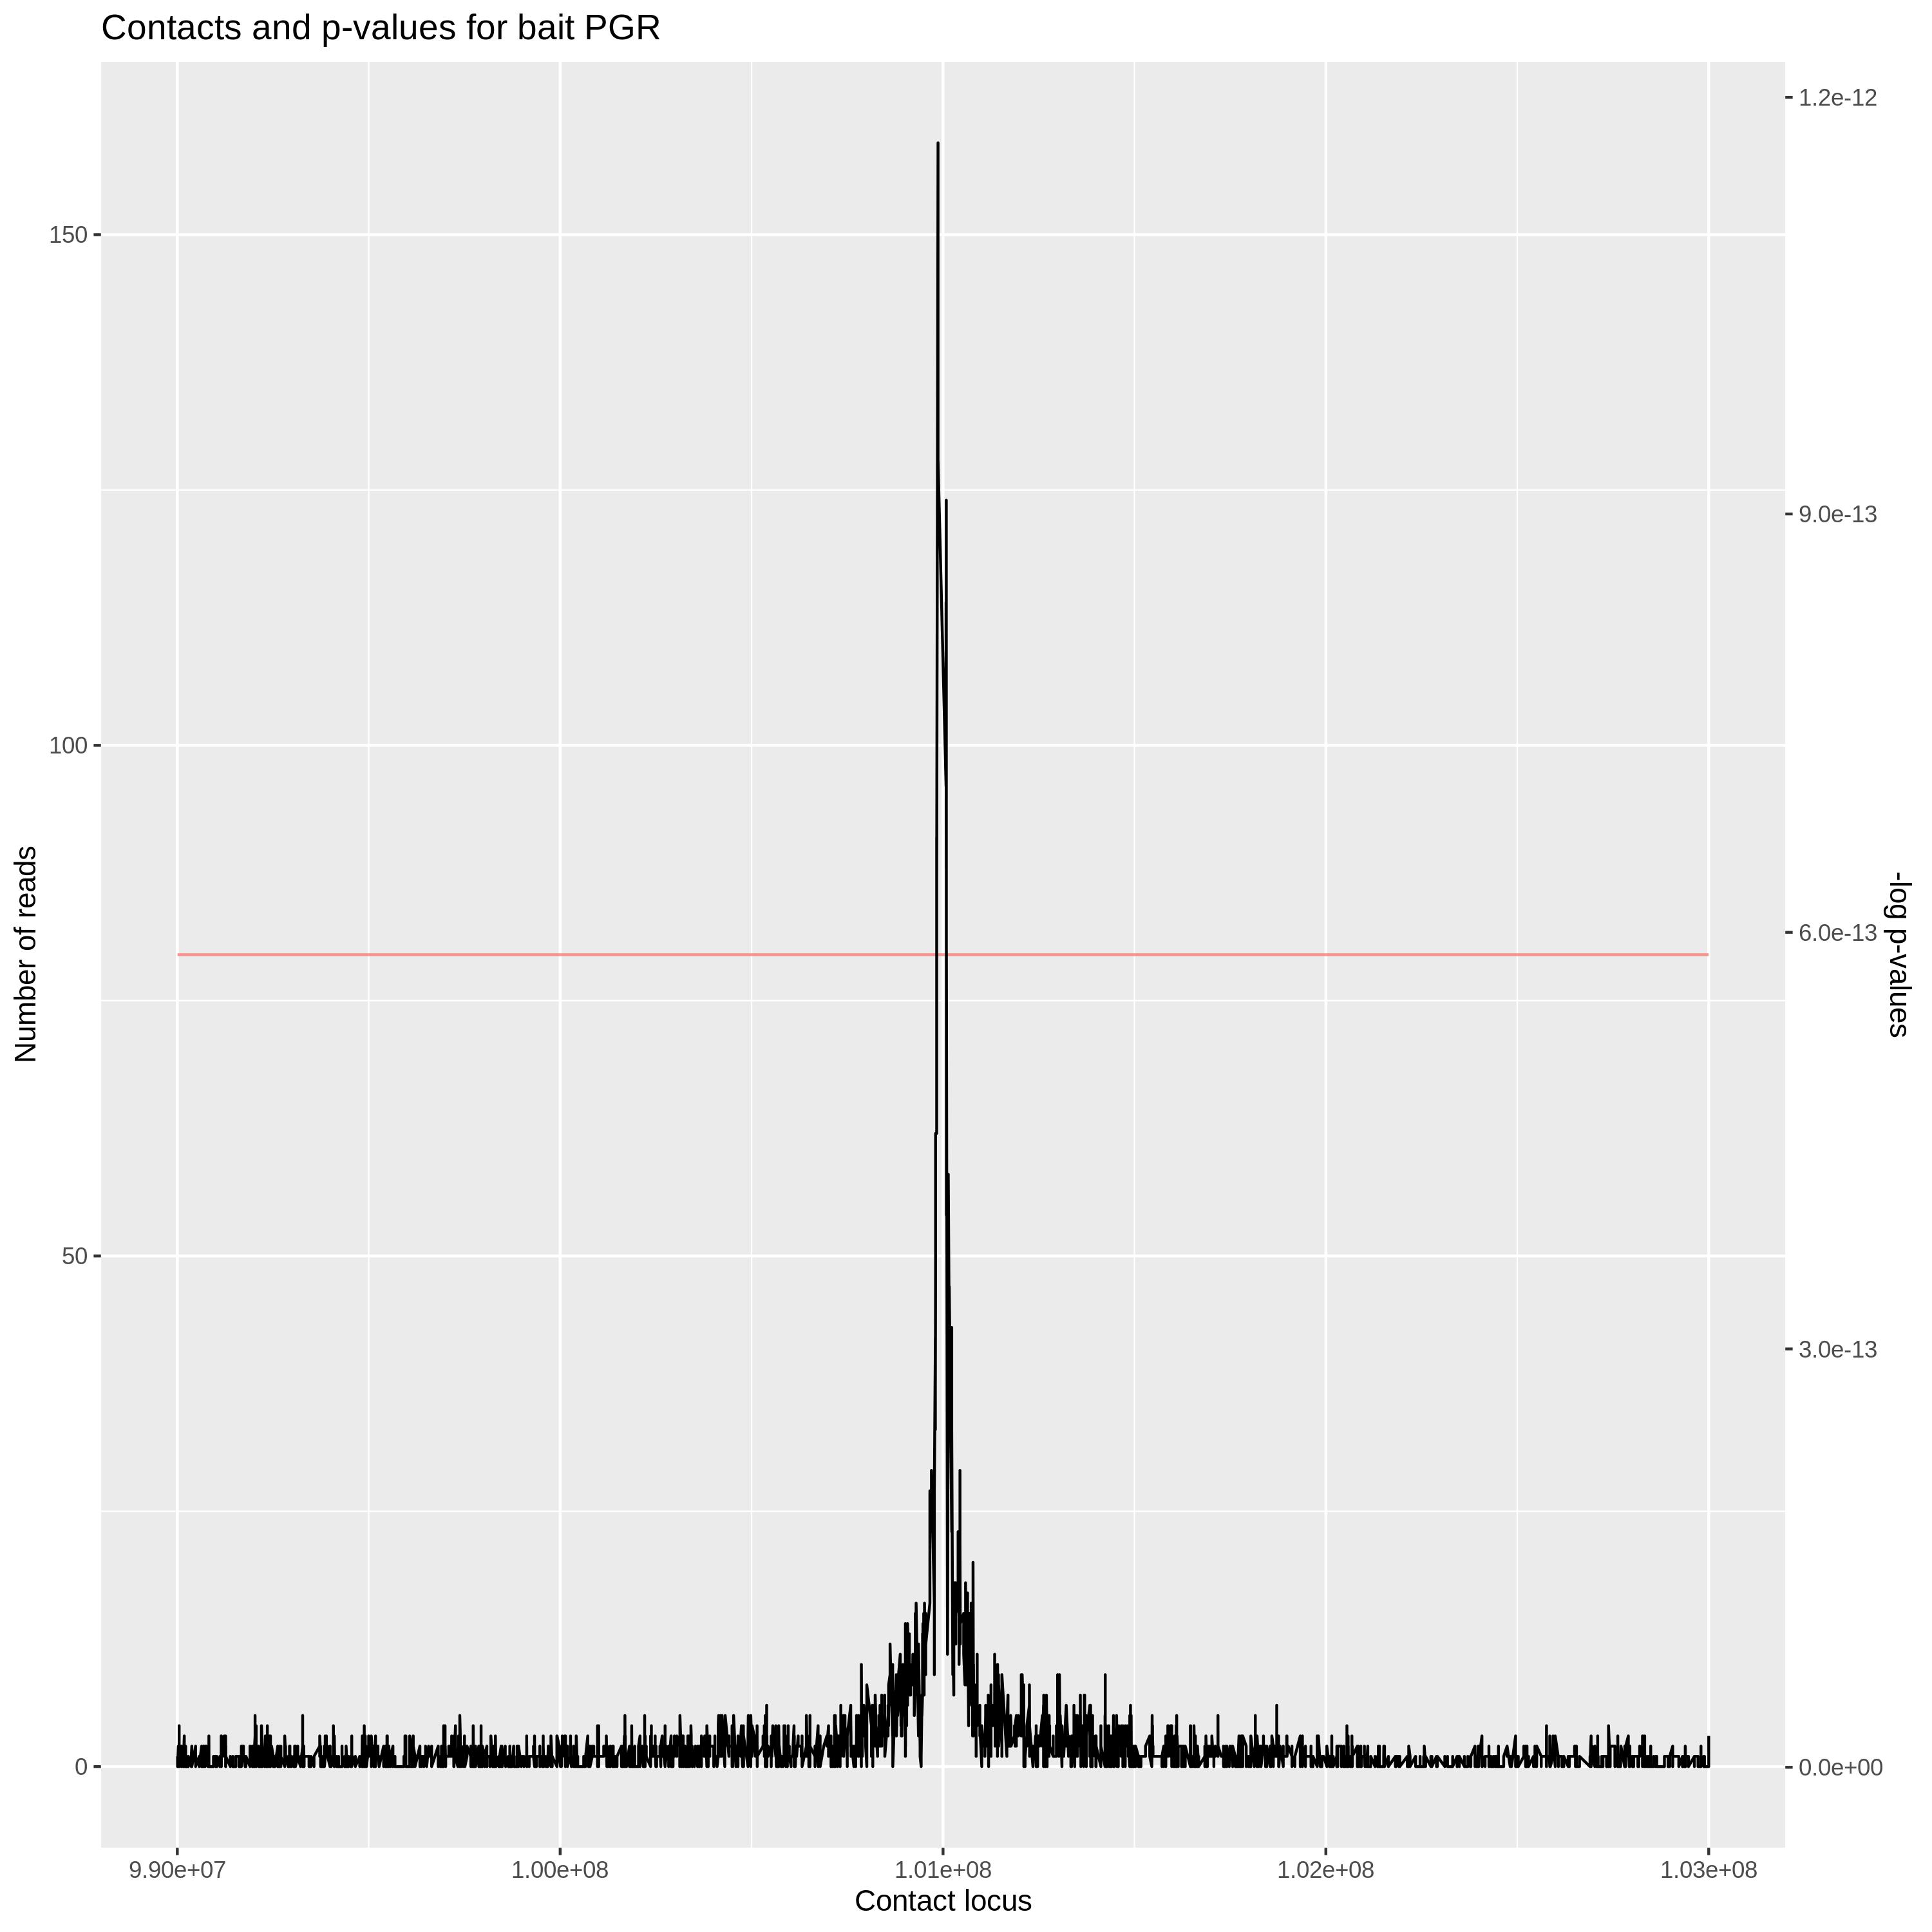 Contacts and p-values for bait PGR
150
100
50
0
Number of reads
1.2e-12
9.0e-13
6.0e-13
3.0e-13
0.0e+00
-log p-values
9.90e+07
1.00e+08
1.01e+08
1.02e+08
1.03e+08
Contact locus